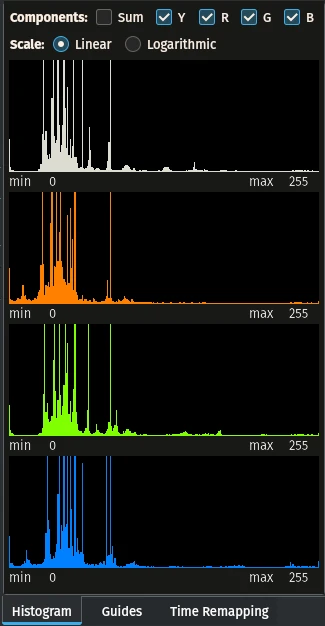 Components: Sum Y R G B
Scale: Linear Logarithmic
min 0 max 255
min 0 max 255
min 0 max 255
min 0 max 255
Histogram Guides Time Remapping